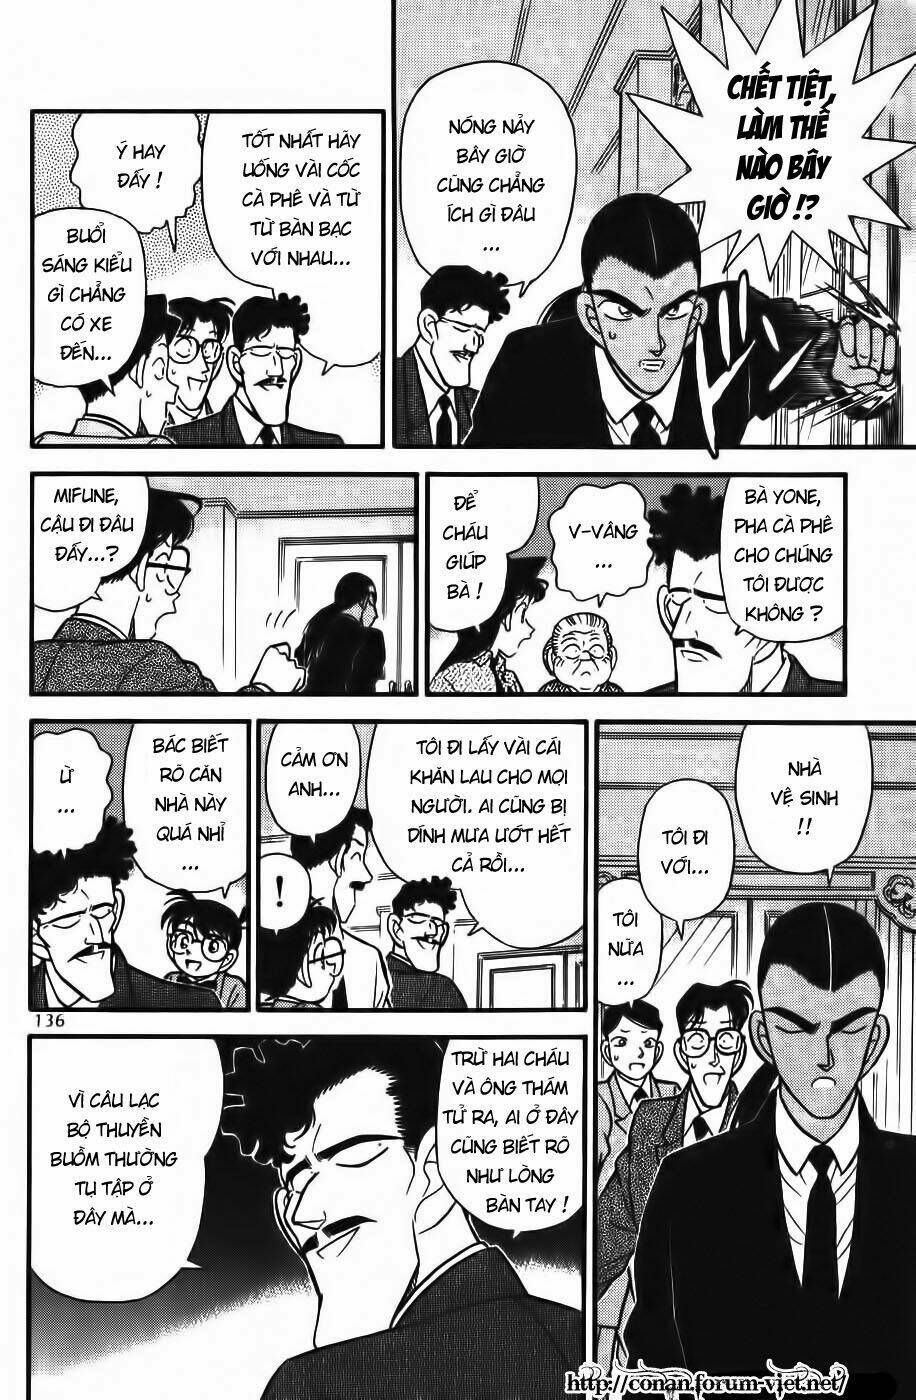 CHẾT TIỆT,
LÀM THẾ
NÀO BÂY
GIỜ !?
NÓNG NẢY
BÂY GIỜ
CŨNG CHẲNG
ÍCH GÌ ĐÂU
...
TỐT NHẤT HÃY
UỐNG VÀI CỐC
CÀ PHÊ VÀ TỪ
TỪ BÀN BẠC
VỚI NHAU...
Ý HAY
ĐẤY !
BUỔI
SÁNG KIỂU
GÌ CHẲNG
CÓ XE
ĐẾN...
BÀ YONE,
PHA CÀ PHÊ
CHO CHÚNG
TÔI ĐƯỢC
KHÔNG ?
V-VÂNG
...
ĐỂ
CHÁU
GIÚP
BÀ !
MIFUNE,
CẬU ĐI ĐÂU
ĐẤY...?
NHÀ
VỆ SINH
!!
TÔI ĐI
VỚI...
TÔI
NỮA
...
TÔI ĐI LẤY VÀI CÁI
KHĂN LAU CHO MỌI
NGƯỜI. AI CŨNG BỊ
DÍNH MƯA ƯỚT HẾT
CẢ RỒI...
CẢM ƠN
ANH...
!
BÁC BIẾT
RÕ CĂN
NHÀ NÀY
QUÁ NHỈ
...
Ừ
...
TRỪ HAI CHÁU
VÀ ÔNG THÁM
TỬ RA, AI Ở ĐÂY
CŨNG BIẾT RÕ
NHƯ LÒNG
BÀN TAY !
VÌ CÂU LẠC
BỘ THUYỀN
BUỒM THƯỜNG
TỤ TẬP Ở
ĐÂY MÀ...
136
http://conan.forum-viet.net/